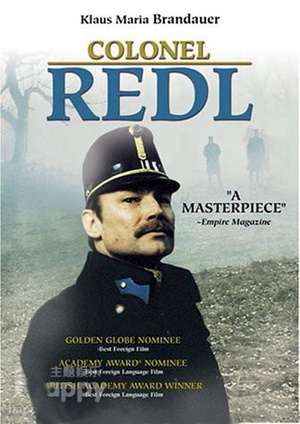 Klaus Maria Brandauer
COLONEL
REDL
"A
MASTERPIECE"
~Empire Magazine
GOLDEN GLOBE NOMINEE
-Best Foreign Film
ACADEMY AWARD® NOMINEE
-Best Foreign Language Film
BRITISH ACADEMY AWARD WINNER
-Best Foreign Language Film